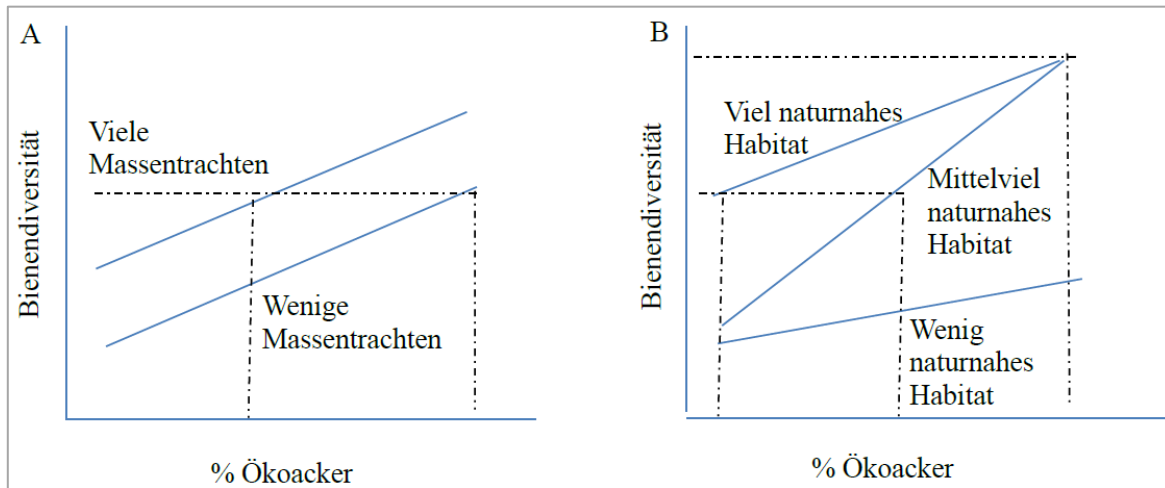 A
Viele
Massentrachten
Wenige
Massentrachten
Bienendiversität
% Ökoacker
B
Viel naturnahes
Habitat
Mittelviel
naturnahes
Habitat
Wenig
naturnahes
Habitat
Bienendiversität
% Ökoacker